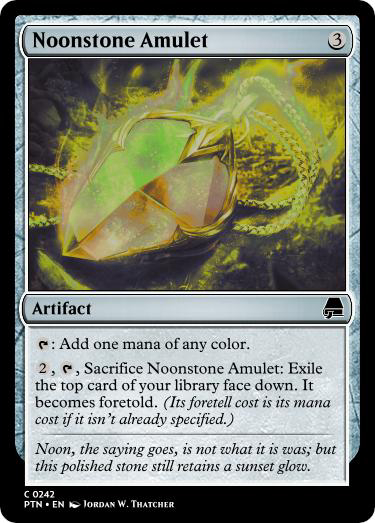 Noonstone Amulet 3
Artifact
: Add one mana of any color.
2, , Sacrifice Noonstone Amulet: Exile
the top card of your library face down. It
becomes foretold. (Its foretell cost is its mana
cost if it isn't already specified.)
Noon, the saying goes, is not what it was; but
this polished stone still retains a sunset glow.
C 0242
PTN • EN JORDAN W. THATCHER